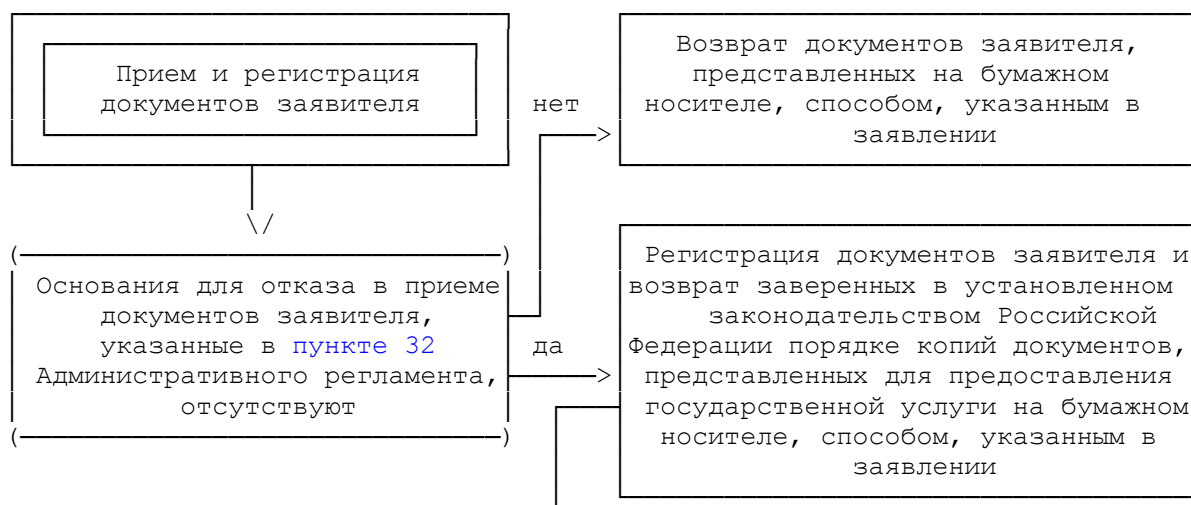 Прием и регистрация
документов заявителя
нет
Возврат документов заявителя,
представленных на бумажном
носителе, способом, указанным в
заявлении
Основания для отказа в приеме
документов заявителя,
указанные в пункте 32
Административного регламента,
отсутствуют
да
Регистрация документов заявителя и
возврат заверенных в установленном
законодательством Российской
Федерации порядке копий документов,
представленных для предоставления
государственной услуги на бумажном
носителе, способом, указанным в
заявлении